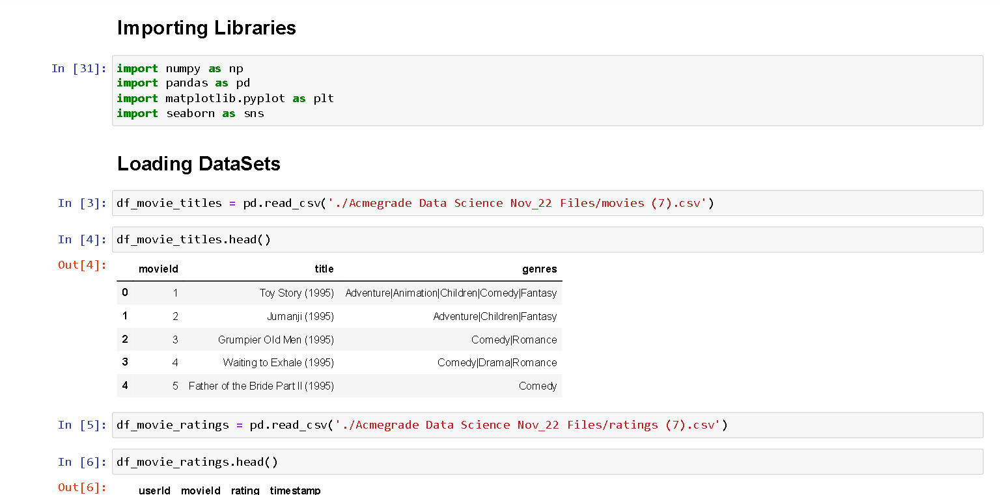 Importing Libraries
In [31]: import numpy as np
import pandas as pd
import matplotlib.pyplot as plt
import seaborn as sns
Loading DataSets
In [3]: df_movie_titles = pd.read_csv('./Acmegrade Data Science Nov_22 Files/movies (7).csv')
In [4]: df_movie_titles.head()
Out[4]:
movieId title genres
0 1 Toy Story (1995) Adventure|Animation|Children|Comedy|Fantasy
1 2 Jumanji (1995) Adventure|Children|Fantasy
2 3 Grumpier Old Men (1995) Comedy|Romance
3 4 Waiting to Exhale (1995) Comedy|Drama|Romance
4 5 Father of the Bride Part II (1995) Comedy
In [5]: df_movie_ratings = pd.read_csv('./Acmegrade Data Science Nov_22 Files/ratings (7).csv')
In [6]: df_movie_ratings.head()
Out[6]:
userId movieId rating timestamp